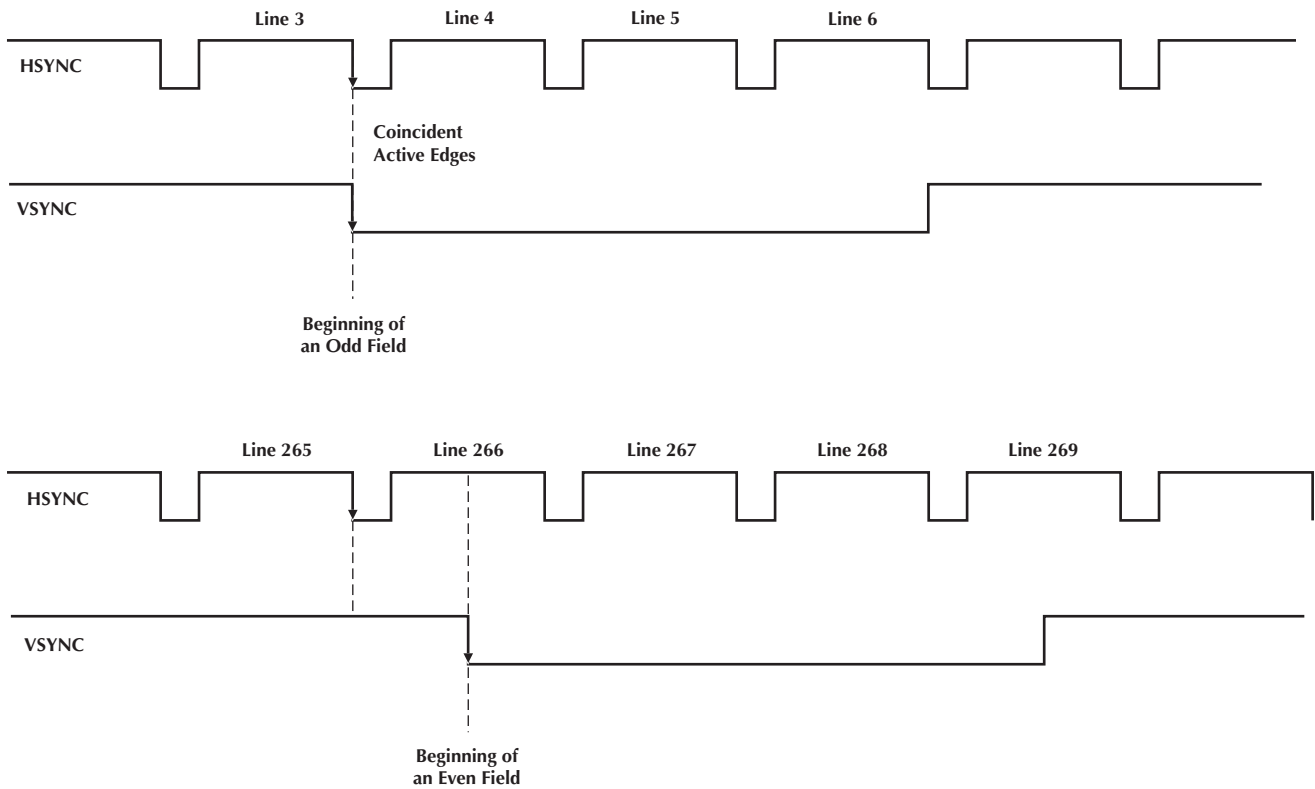 Line 3 Line 4 Line 5 Line 6
HSYNC
Coincident
Active Edges
VSYNC
Beginning of
an Odd Field
Line 265 Line 266 Line 267 Line 268 Line 269
HSYNC
VSYNC
Beginning of
an Even Field